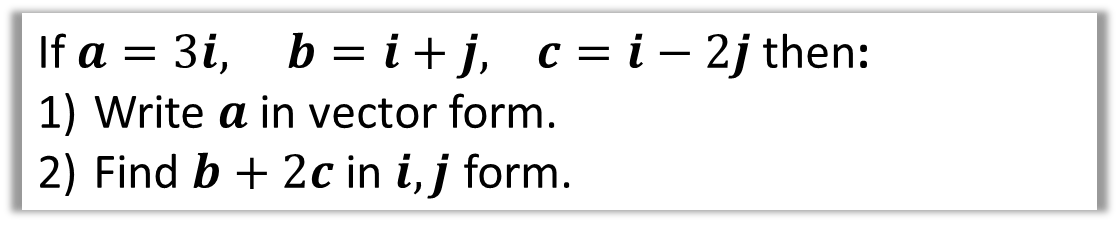 If a = 3i, b = i + j, c = i − 2j then:
1) Write a in vector form.
2) Find b + 2c in i, j form.